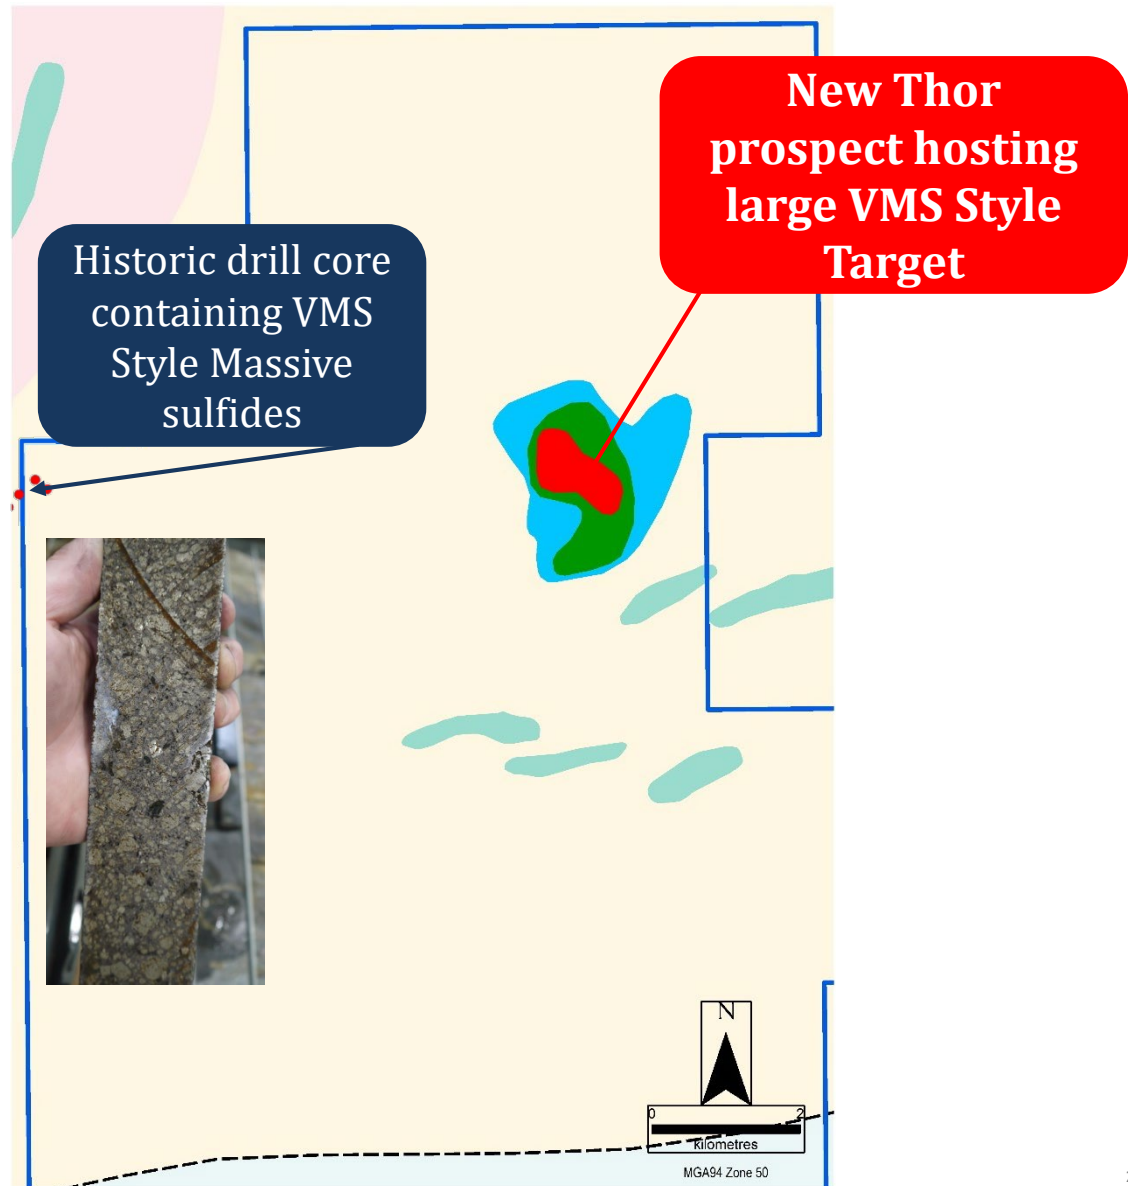 New Thor
prospect hosting
large VMS Style
Target
Historic drill core
containing VMS
Style Massive
sulfides
N
0 2
kilometres
MGA94 Zone 50